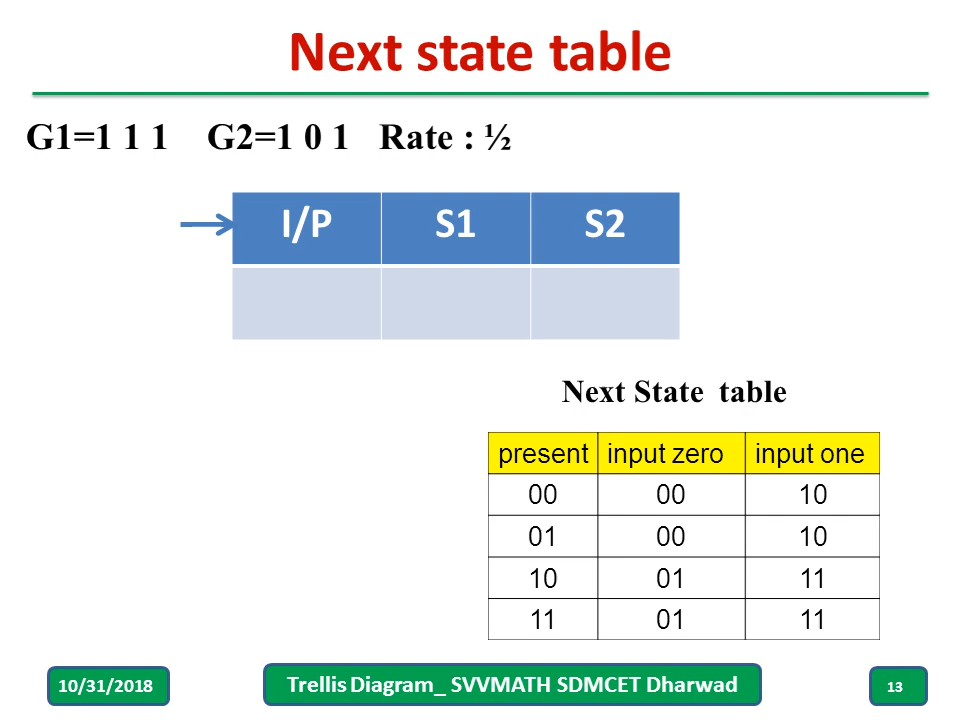 Next state table
G1=1 1 1 G2=1 0 1 Rate : ½
I/P S1 S2
Next State table
present input zero input one
00 00 10
01 00 10
10 01 11
11 01 11
10/31/2018 Trellis Diagram_ SVVMATH SDMCET Dharwad 13